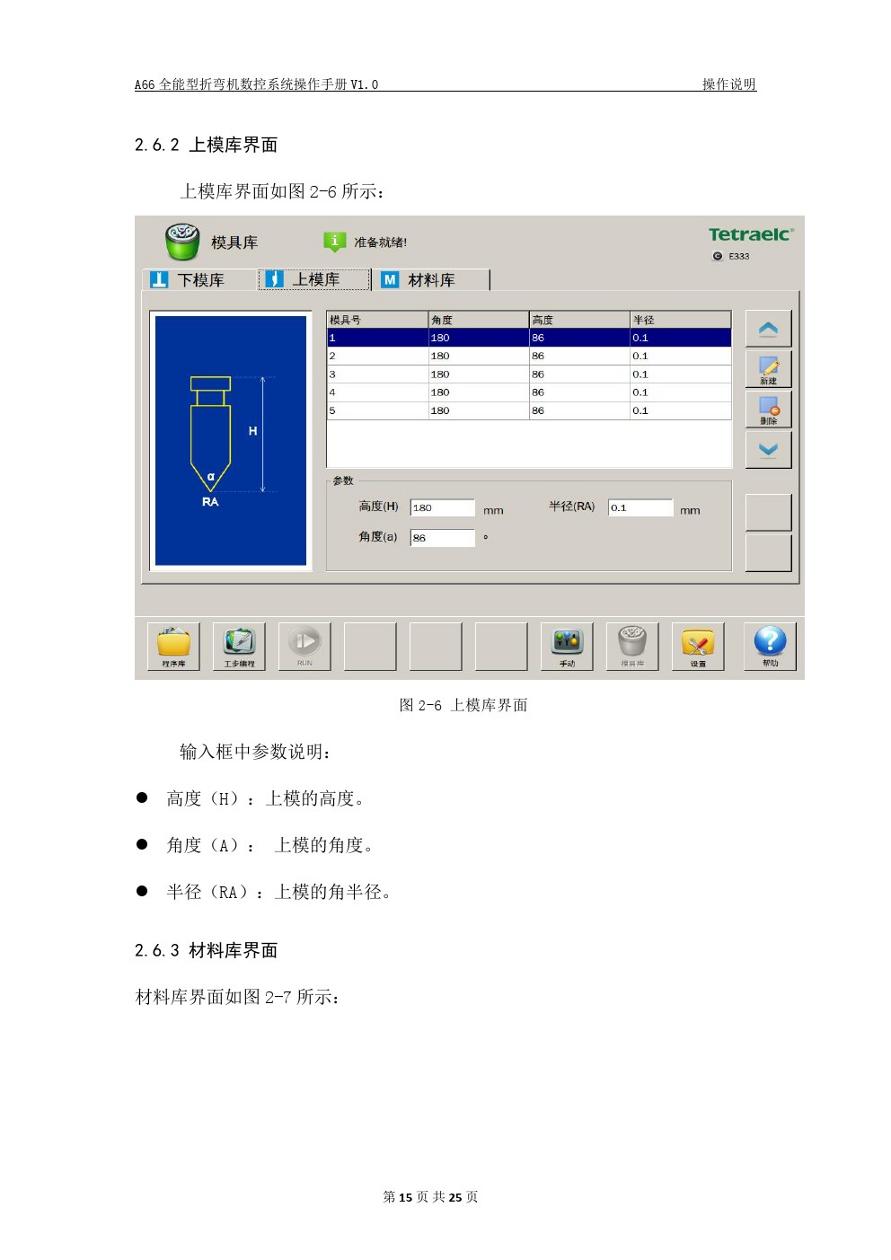 A66 全能型折弯机数控系统操作手册 V1.0 操作说明
2.6.2 上模库界面
上模库界面如图 2-6 所示：
模具库 准备就绪! Tetraelc
E333
下模库 上模库 M 材料库
模具号 角度 高度 半径
1 180 86 0.1
2 180 86 0.1
3 180 86 0.1
4 180 86 0.1
5 180 86 0.1
新建
删除
H
α
RA
参数
高度(H) 180 mm 半径(RA) 0.1 mm
角度(a) 86 °
程序库 工步编程 RUN 手动 模具库 设置 帮助
图 2-6 上模库界面
输入框中参数说明：
● 高度（H）：上模的高度。
● 角度（A）： 上模的角度。
● 半径（RA）：上模的角半径。
2.6.3 材料库界面
材料库界面如图 2-7 所示：
第 15 页 共 25 页